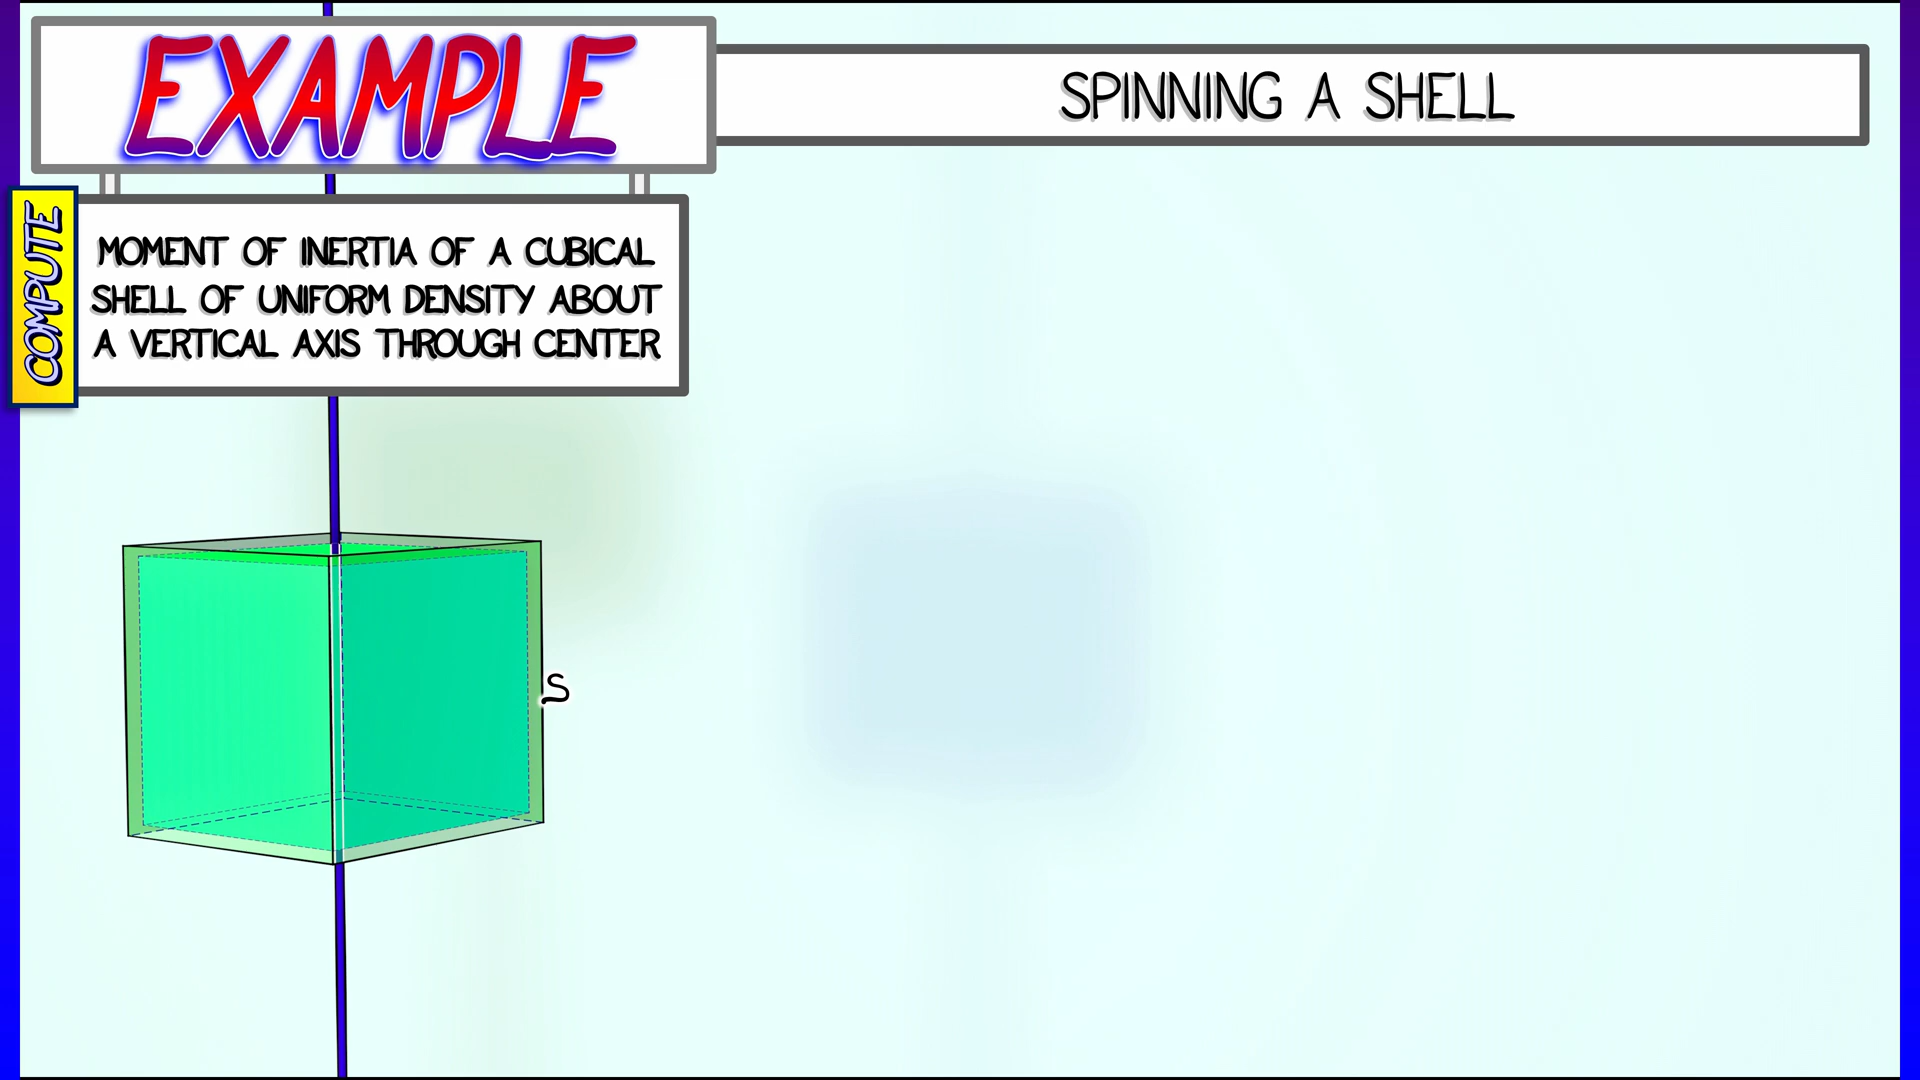 EXAMPLE
SPINNING A SHELL
COMPUTE
MOMENT OF INERTIA OF A CUBICAL
SHELL OF UNIFORM DENSITY ABOUT
A VERTICAL AXIS THROUGH CENTER
S